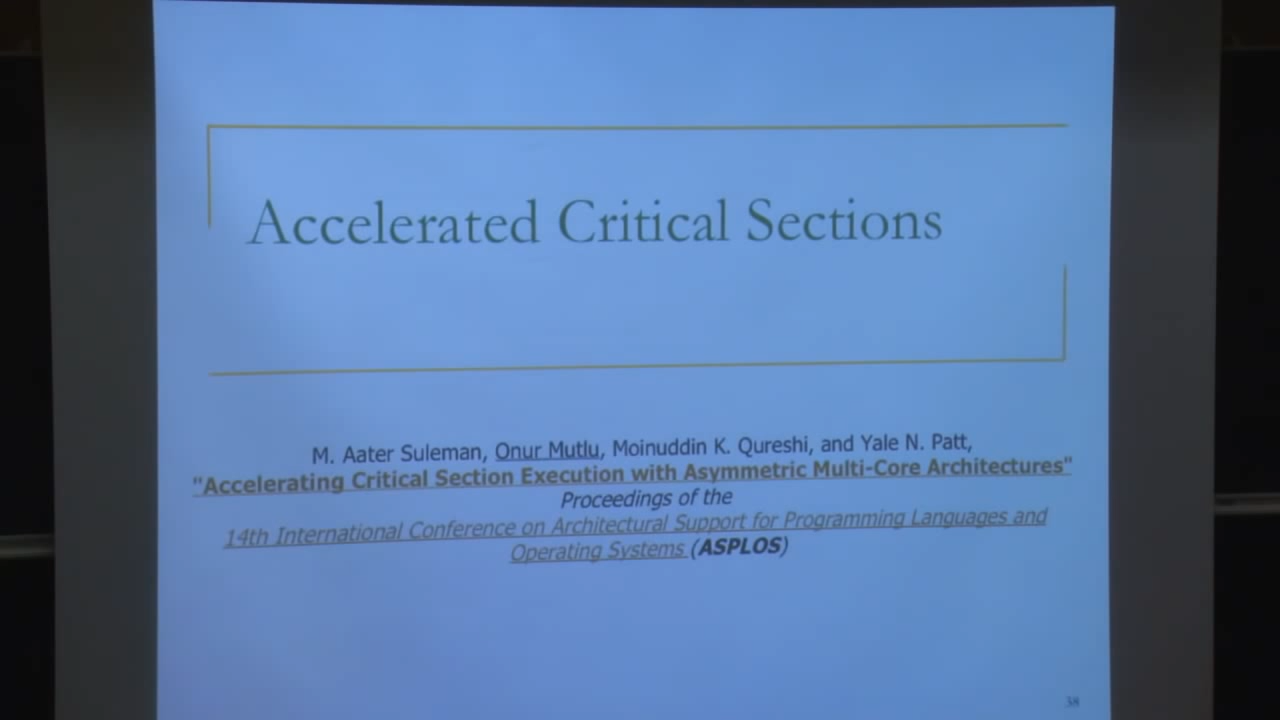 Accelerated Critical Sections
M. Aater Suleman, Onur Mutlu, Moinuddin K. Qureshi, and Yale N. Patt,
"Accelerating Critical Section Execution with Asymmetric Multi-Core Architectures"
Proceedings of the
14th International Conference on Architectural Support for Programming Languages and
Operating Systems (ASPLOS)
38